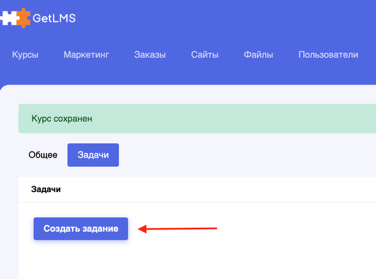 GetLMS
Курсы Маркетинг Заказы Сайты Файлы Пользователи
Курс сохранен
Общее Задачи
Задачи
Создать задание